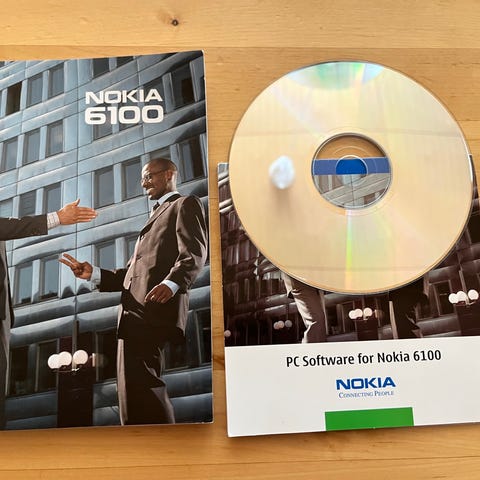 NOKIA
6100
PC Software for Nokia 6100
NOKIA
CONNECTING PEOPLE